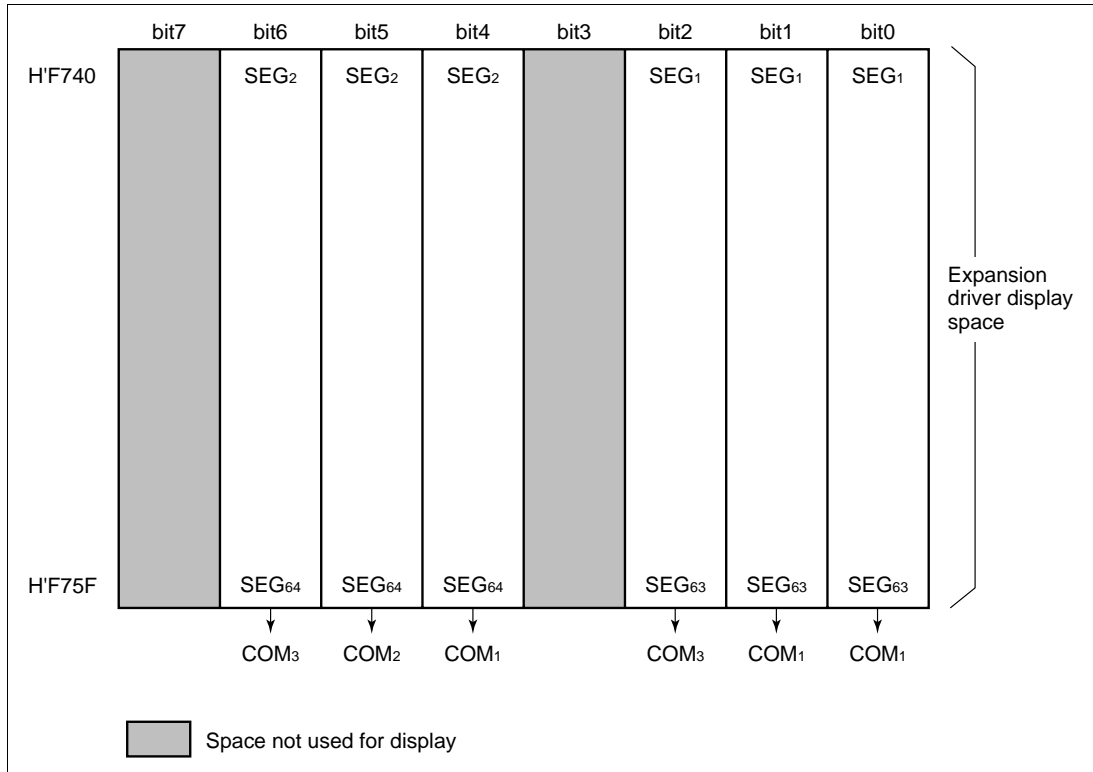 bit7 bit6 bit5 bit4 bit3 bit2 bit1 bit0
H'F740 SEG2 SEG2 SEG2 SEG1 SEG1 SEG1
Expansion
driver display
space
H'F75F SEG64 SEG64 SEG64 SEG63 SEG63 SEG63
COM3 COM2 COM1 COM3 COM1 COM1
Space not used for display